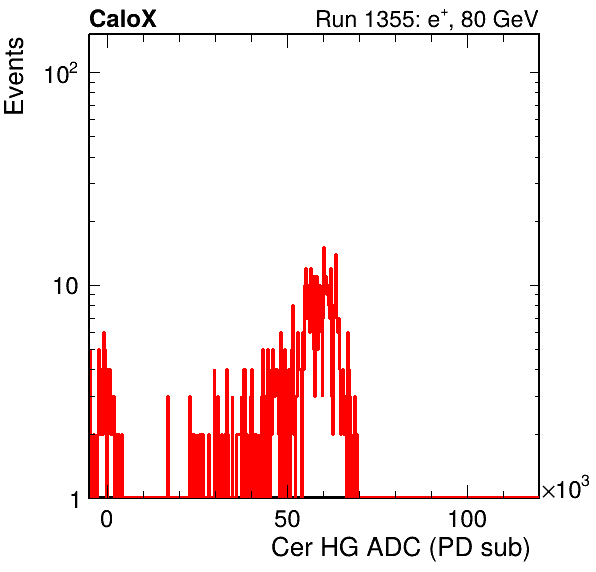 CaloX Run 1355: e⁺, 80 GeV
Events
10²
10
1
0 50 100 ×10³
Cer HG ADC (PD sub)